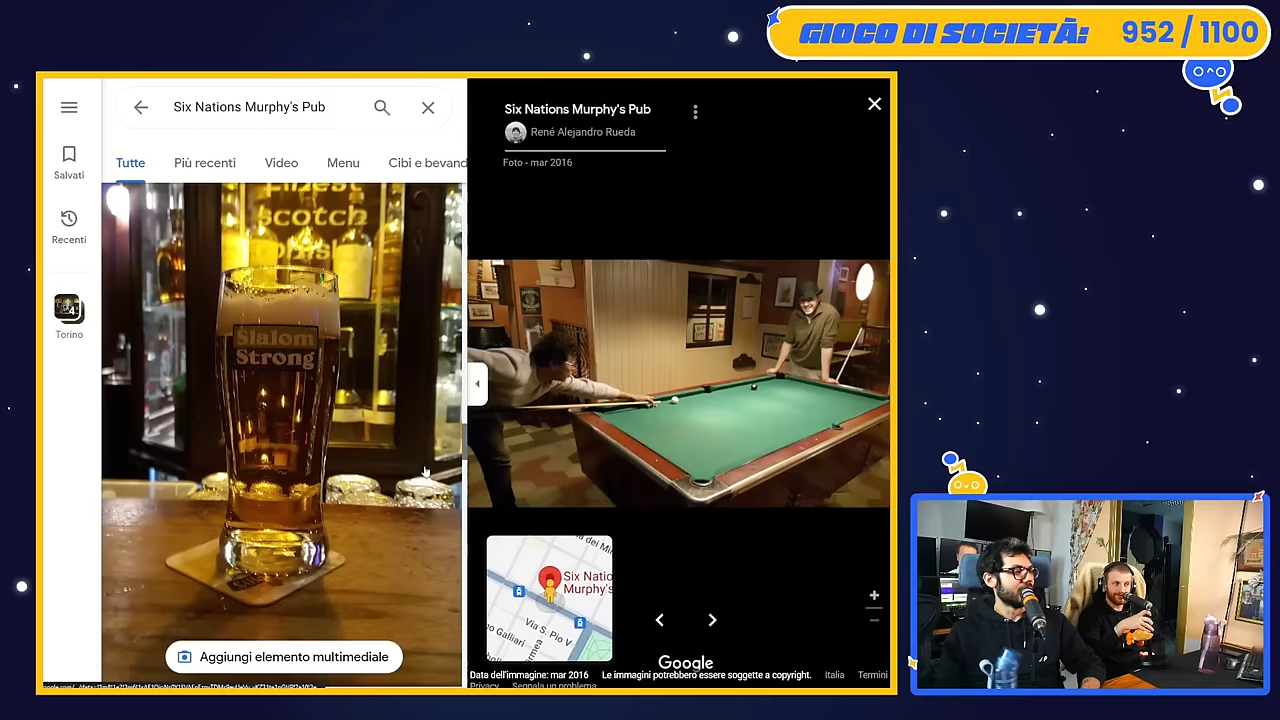 GIOCO DI SOCIETÀ: 952 / 1100
Six Nations Murphy's Pub
Salvati
Recenti
Torino
Tutte Più recenti Video Menu Cibi e bevand
Finest
scotch
Whisky
Slalom
Strong
Aggiungi elemento multimediale
Six Nations Murphy's Pub
René Alejandro Rueda
Foto - mar 2016
Six Natio
Murphy's
Via S. Pio V
o Galliari
Google
Data dell'immagine: mar 2016 Le immagini potrebbero essere soggette a copyright. Italia Termini
Privacy Segnala un problema